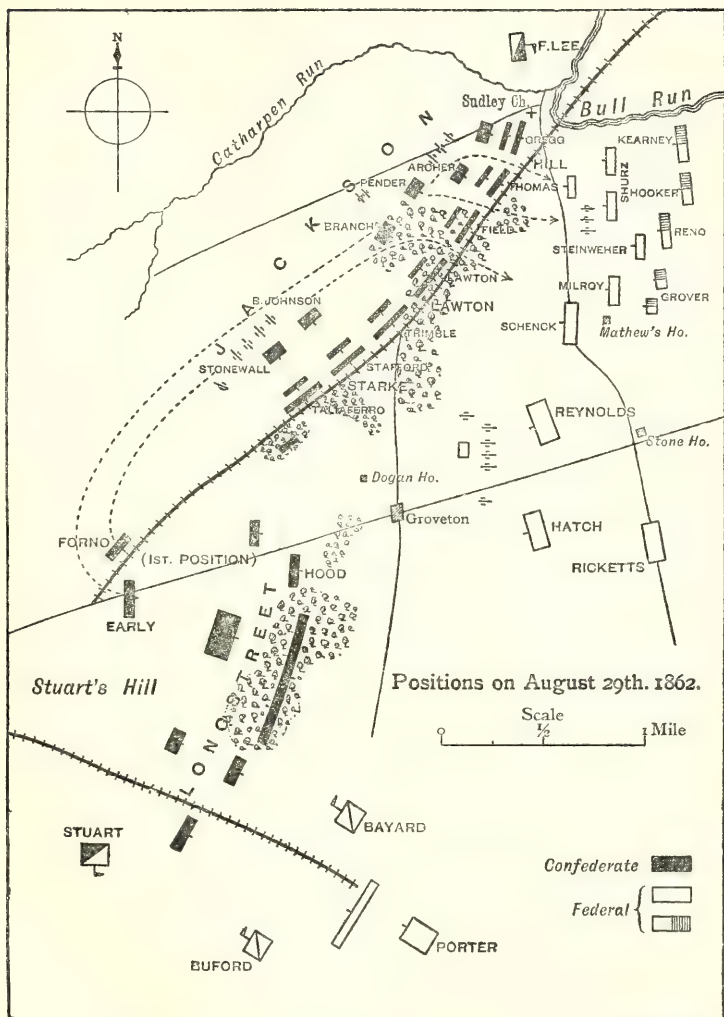 N
F. LEE
Catharpen Run
Sudley Ch.
Bull Run
GREGG
KEARNEY
HILL
SHURZ
ARCHER
THOMAS
HOOKER
PENDER
JACKSON
BRANCH
FIELD
RENO
STEINWEHER
LAWTON
MILROY
GROVER
B. JOHNSON
LAWTON
SCHENCK
Mathew's Ho.
TRIMBLE
STONEWALL
STAFFORD
STARKE
TALIAFERRO
REYNOLDS
Stone Ho.
Dogan Ho.
Groveton
FORNO
(1ST. POSITION)
HATCH
HOOD
RICKETTS
EARLY
LONGSTREET
Stuart's Hill
Positions on August 29th. 1862.
Scale
0 1/2 1 Mile
STUART
BAYARD
Confederate
Federal
BUFORD
PORTER